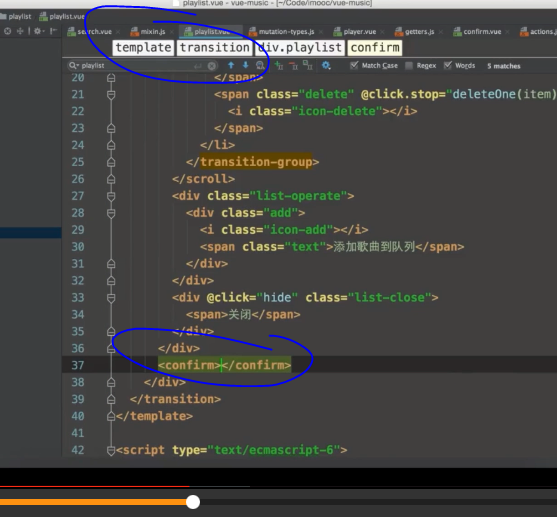 playlist.vue - vue-music - [~/Code/imooc/vue-music]
playlist playlist.vue
search.vue mixin.js playlist.vue mutation-types.js player.vue getters.js confirm.vue actions.j
template transition div.playlist confirm
playlist Match Case Regex Words 5 matches
20 </span>
21 <span class="delete" @click.stop="deleteOne(item)
22 <i class="icon-delete"></i>
23 </span>
24 </li>
25 </transition-group>
26 </scroll>
27 <div class="list-operate">
28 <div class="add">
29 <i class="icon-add"></i>
30 <span class="text">添加歌曲到队列</span>
31 </div>
32 </div>
33 <div @click="hide" class="list-close">
34 <span>关闭</span>
35 </div>
36 </div>
37 <confirm></confirm>
38 </div>
39 </transition>
40 </template>
41
42 <script type="text/ecmascript-6">